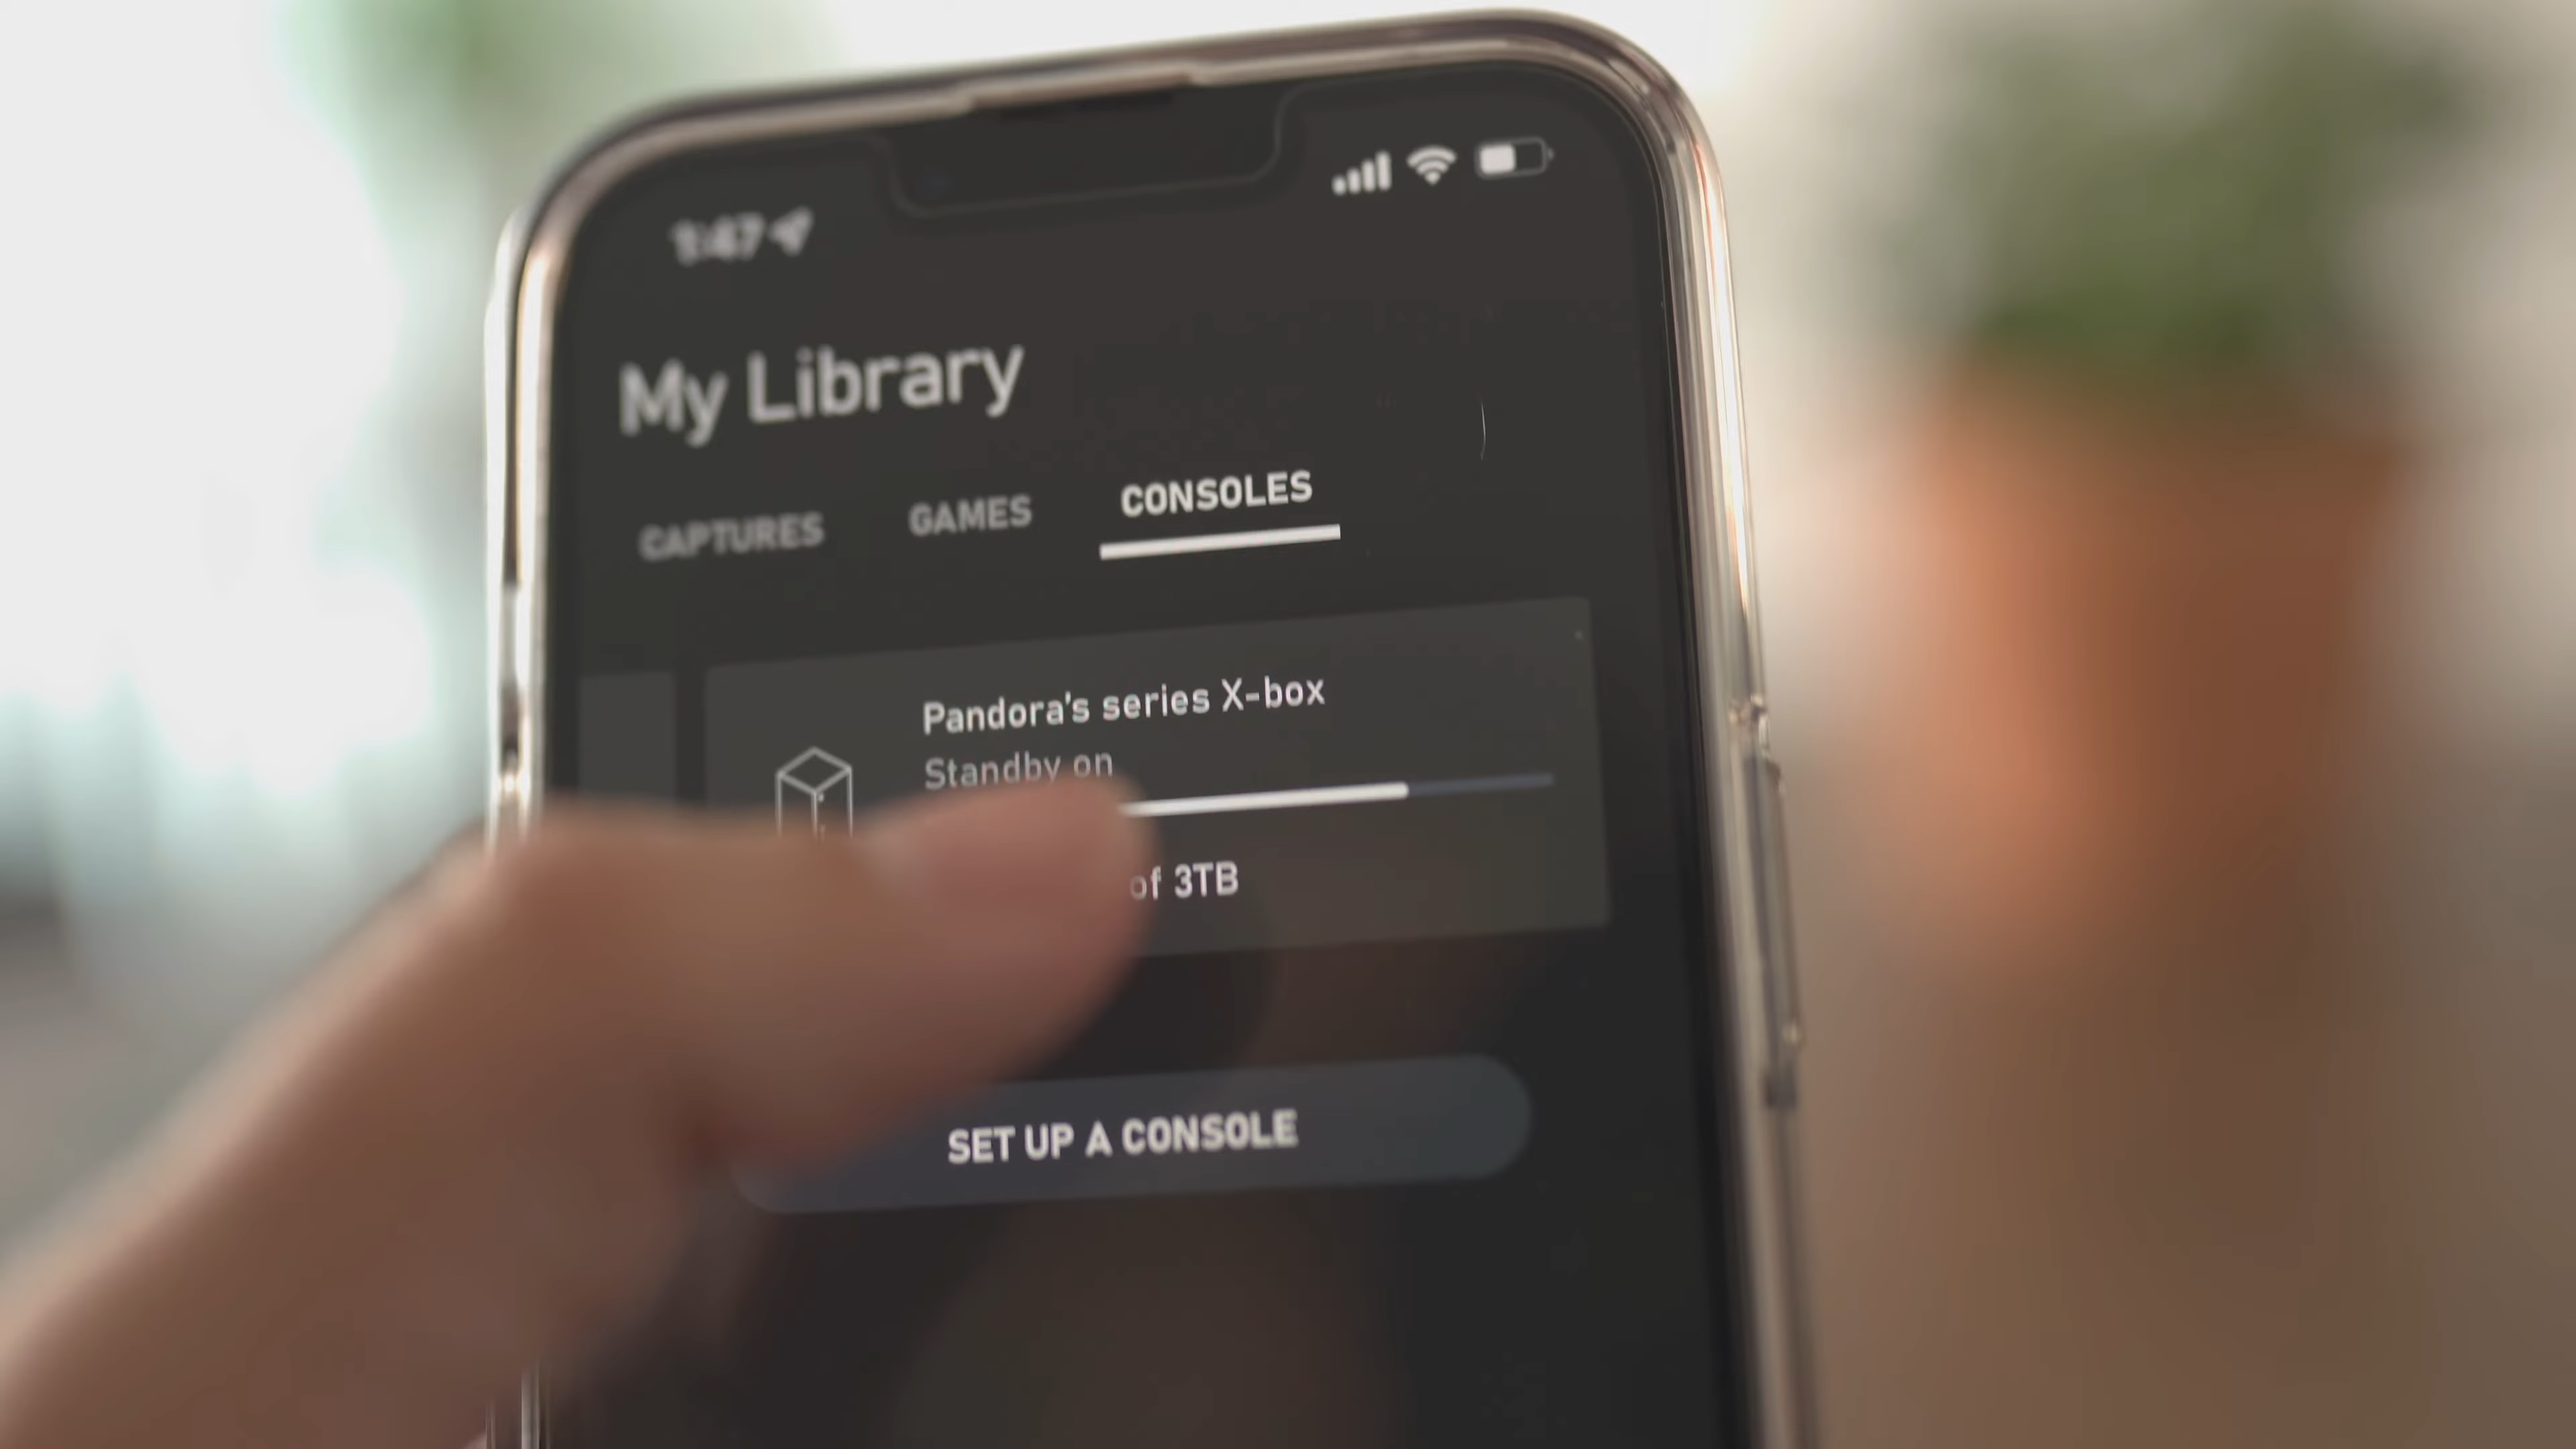 1:47
My Library
CAPTURES GAMES CONSOLES
Pandora's series X-box
Standby on
of 3TB
SET UP A CONSOLE